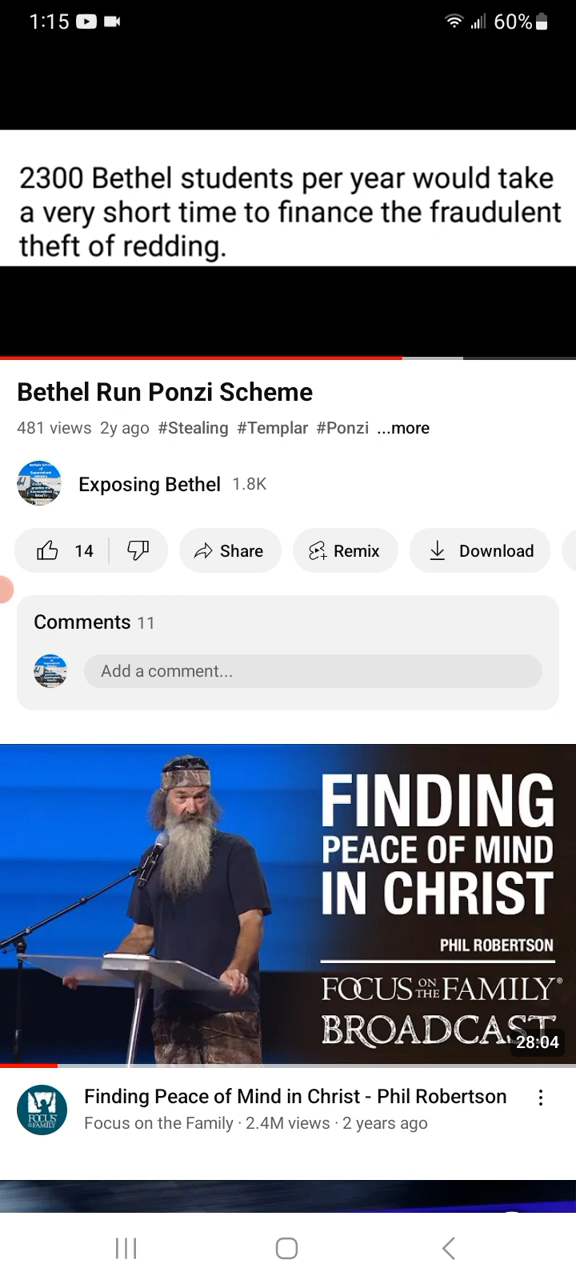 1:15
60%
2300 Bethel students per year would take
a very short time to finance the fraudulent
theft of redding.
Bethel Run Ponzi Scheme
481 views 2y ago #Stealing #Templar #Ponzi ...more
Exposing Bethel 1.8K
14
Share
Remix
Download
Comments 11
Add a comment...
FINDING
PEACE OF MIND
IN CHRIST
PHIL ROBERTSON
FOCUS ON THE FAMILY®
BROADCAST
28:04
FOCUS
FAMILY
Finding Peace of Mind in Christ - Phil Robertson
Focus on the Family · 2.4M views · 2 years ago